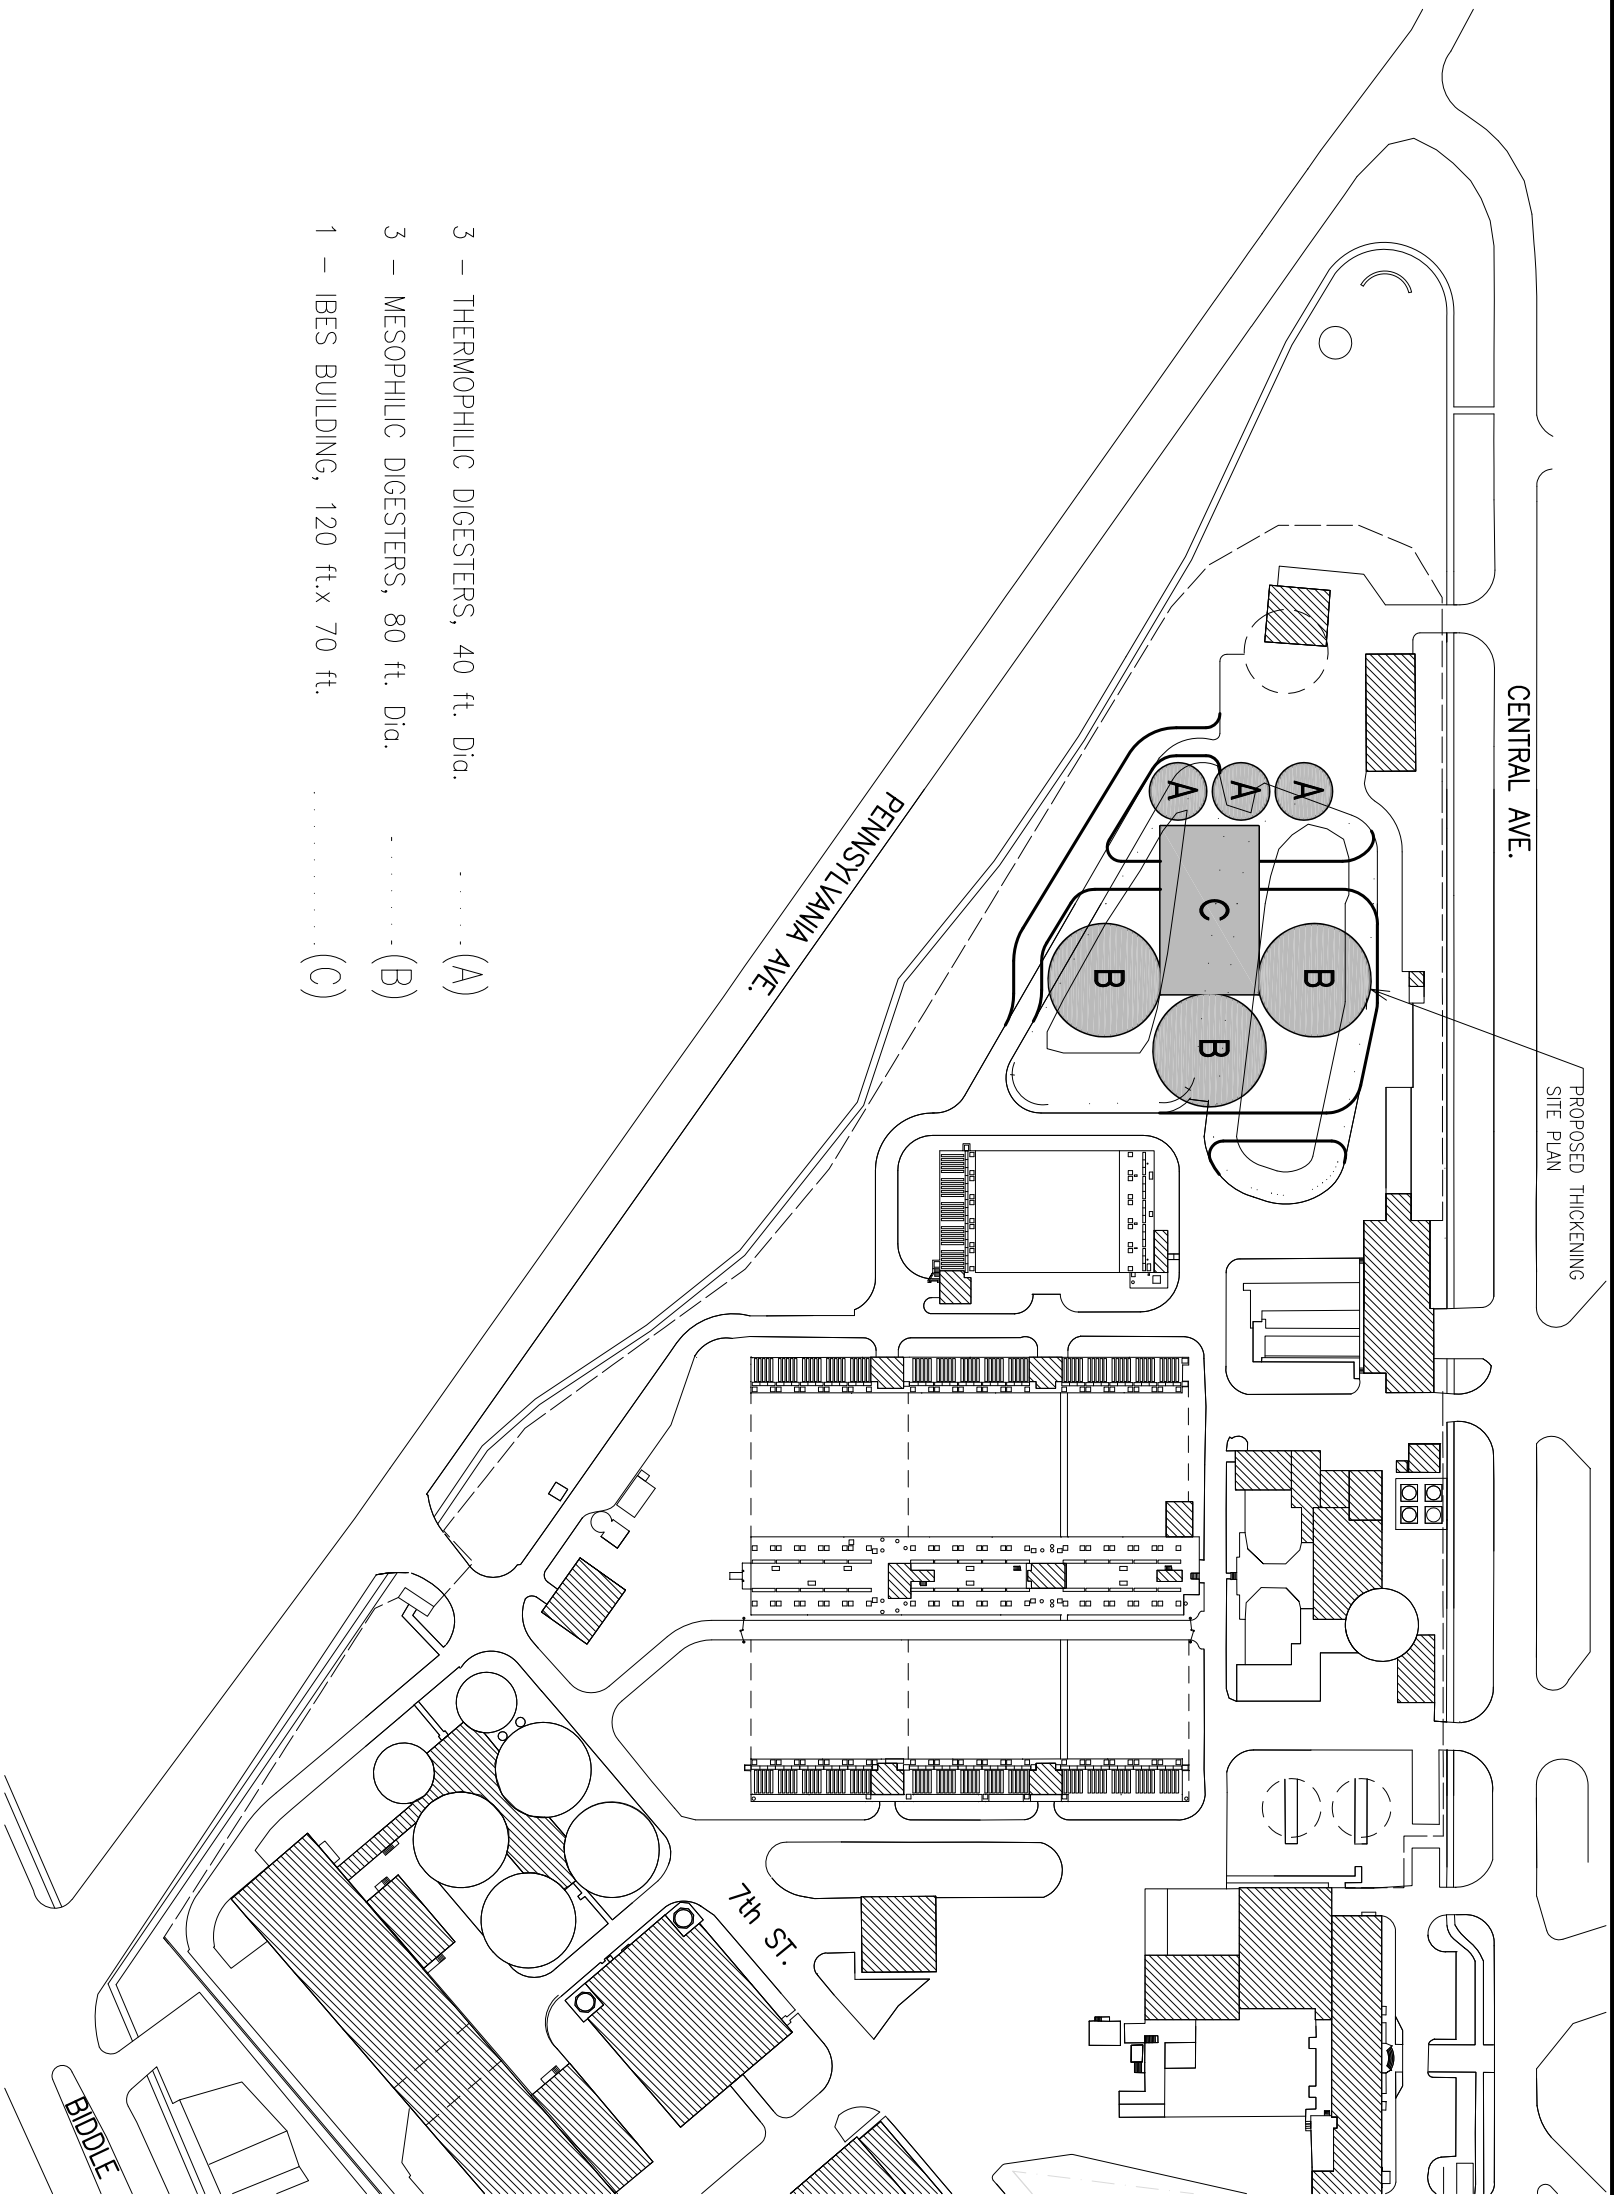 CENTRAL AVE.
PROPOSED THICKENING
SITE PLAN
A
A
A
C
B
B
B
PENNSYLVANIA AVE.
3 - THERMOPHILIC DIGESTERS, 40 ft. Dia. (A)
3 - MESOPHILIC DIGESTERS, 80 ft. Dia. (B)
1 - IBES BUILDING, 120 ft.x 70 ft. (C)
7th ST.
BIDDLE